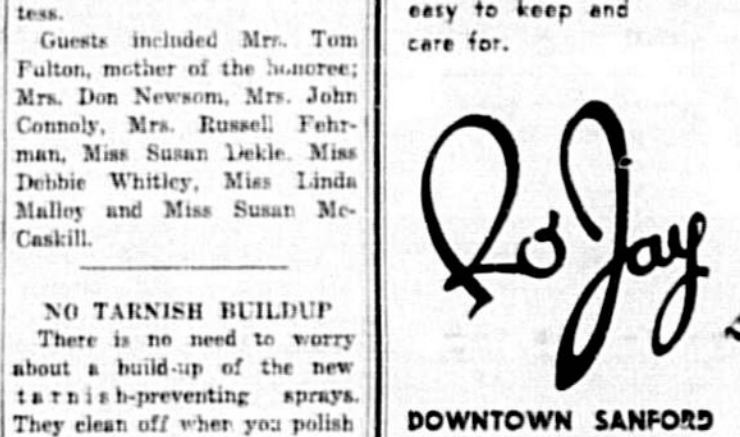 tess.
Guests included Mrs. Tom
Fulton, mother of the honoree;
Mrs. Don Newsom, Mrs. John
Connoly, Mrs. Russell Fehr-
man, Miss Susan Dekle, Miss
Debbie Whitley, Miss Linda
Malloy and Miss Susan Mc-
Caskill.
NO TARNISH BUILDUP
There is no need to worry
about a build-up of the new
tarnish-preventing sprays.
They clean off when you polish
easy to keep and
care for.
Ro Jay
DOWNTOWN SANFORD